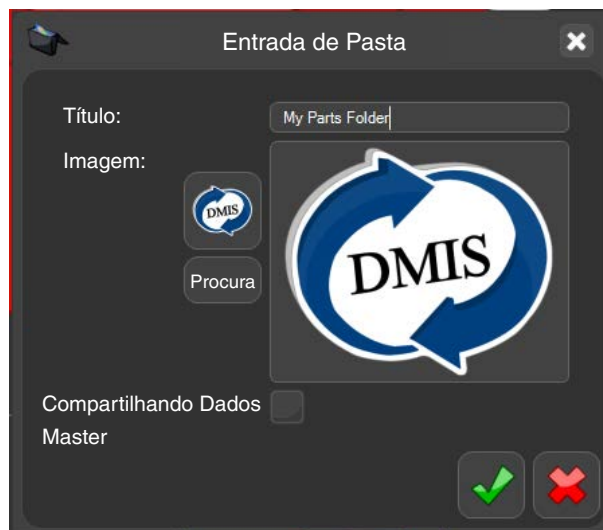 Entrada de Pasta
Título:
My Parts Folder
Imagem:
DMIS
Procura
DMIS
Compartilhando Dados
Master